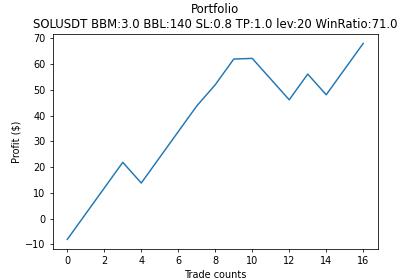 Portfolio
SOLUSDT BBM:3.0 BBL:140 SL:0.8 TP:1.0 lev:20 WinRatio:71.0
70
60
50
40
30
20
10
0
−10
Profit ($)
0 2 4 6 8 10 12 14 16
Trade counts